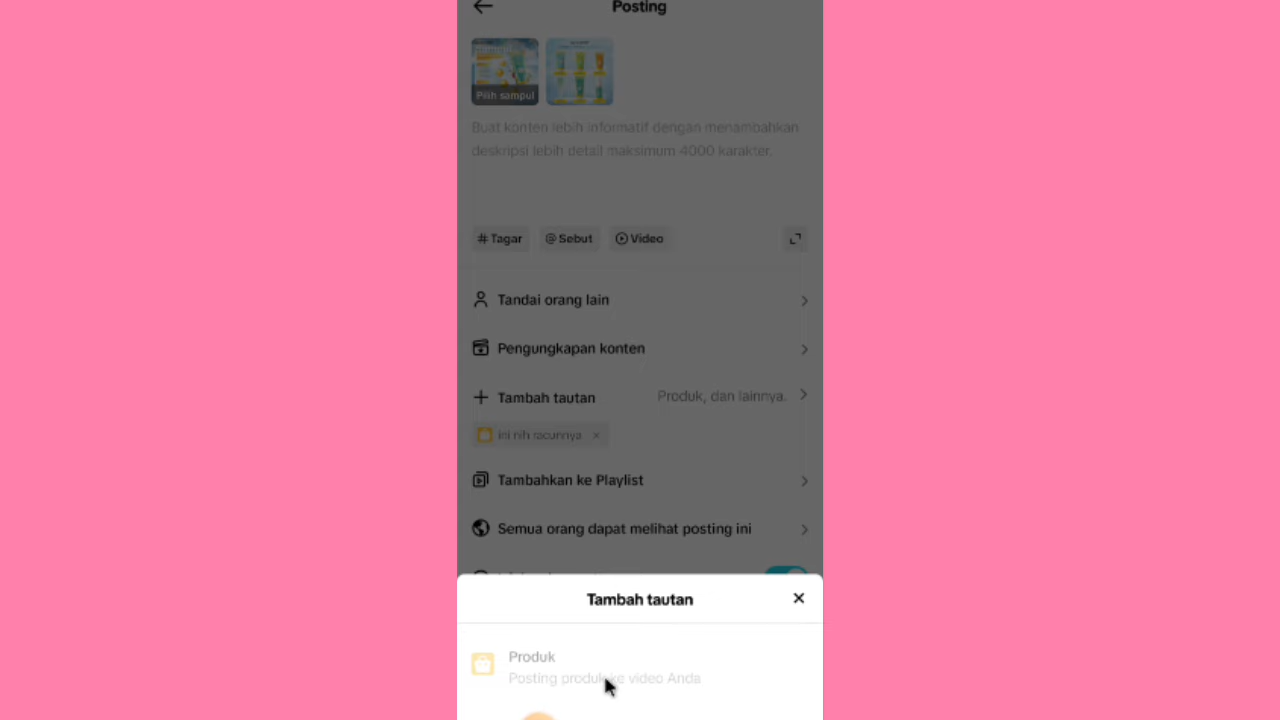 Posting
Pilih sampul
Buat konten lebih informatif dengan menambahkan
deskripsi lebih detail maksimum 4000 karakter.
# Tagar
@ Sebut
Video
Tandai orang lain
Pengungkapan konten
Tambah tautan
Produk, dan lainnya.
ini nih racunnya ×
Tambahkan ke Playlist
Semua orang dapat melihat posting ini
Tambah tautan
Produk
Posting produk ke video Anda